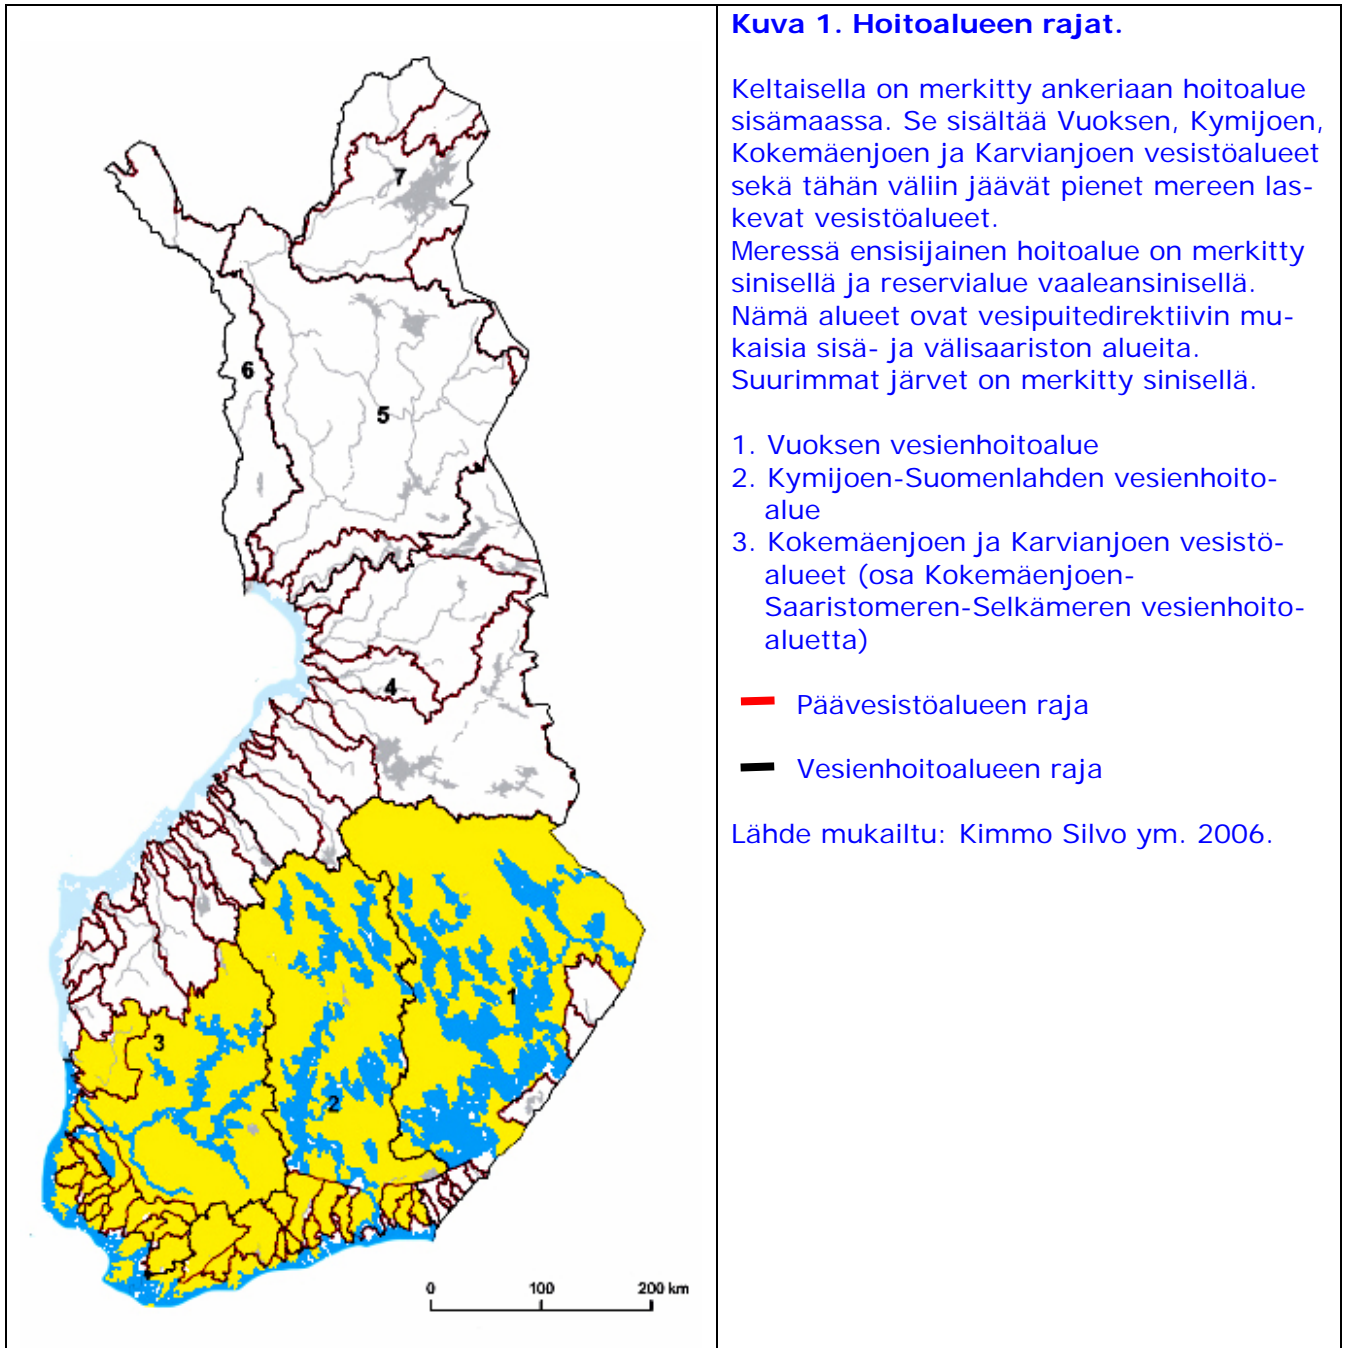 Kuva 1. Hoitoalueen rajat.
Keltaisella on merkitty ankeriaan hoitoalue
sisämaassa. Se sisältää Vuoksen, Kymijoen,
Kokemäenjoen ja Karvianjoen vesistöalueet
sekä tähän väliin jäävät pienet mereen las-
kevat vesistöalueet.
Meressä ensisijainen hoitoalue on merkitty
sinisellä ja reservialue vaaleansinisellä.
Nämä alueet ovat vesipuitedirektiivin mu-
kaisia sisä- ja välisaariston alueita.
Suurimmat järvet on merkitty sinisellä.
1. Vuoksen vesienhoitoalue
2. Kymijoen-Suomenlahden vesienhoito-
alue
3. Kokemäenjoen ja Karvianjoen vesistö-
alueet (osa Kokemäenjoen-
Saaristomeren-Selkämeren vesienhoito-
aluetta)
Päävesistöalueen raja
Vesienhoitoalueen raja
Lähde mukailtu: Kimmo Silvo ym. 2006.
7
6
5
4
1
3
2
0 100 200 km